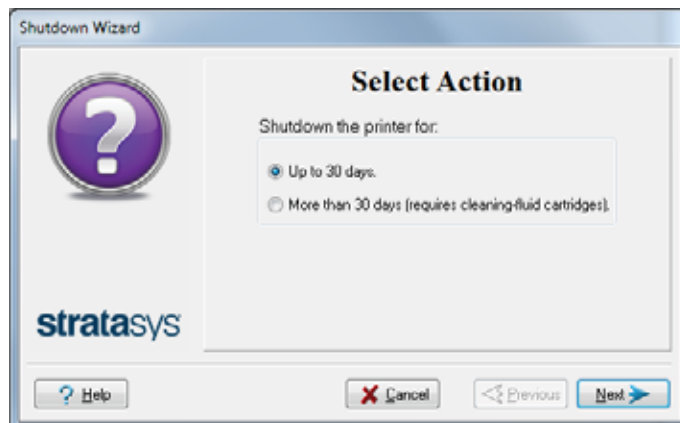 Shutdown Wizard
Select Action
Shutdown the printer for:
Up to 30 days.
More than 30 days (requires cleaning-fluid cartridges).
stratasys
Help
Cancel
Previous
Next